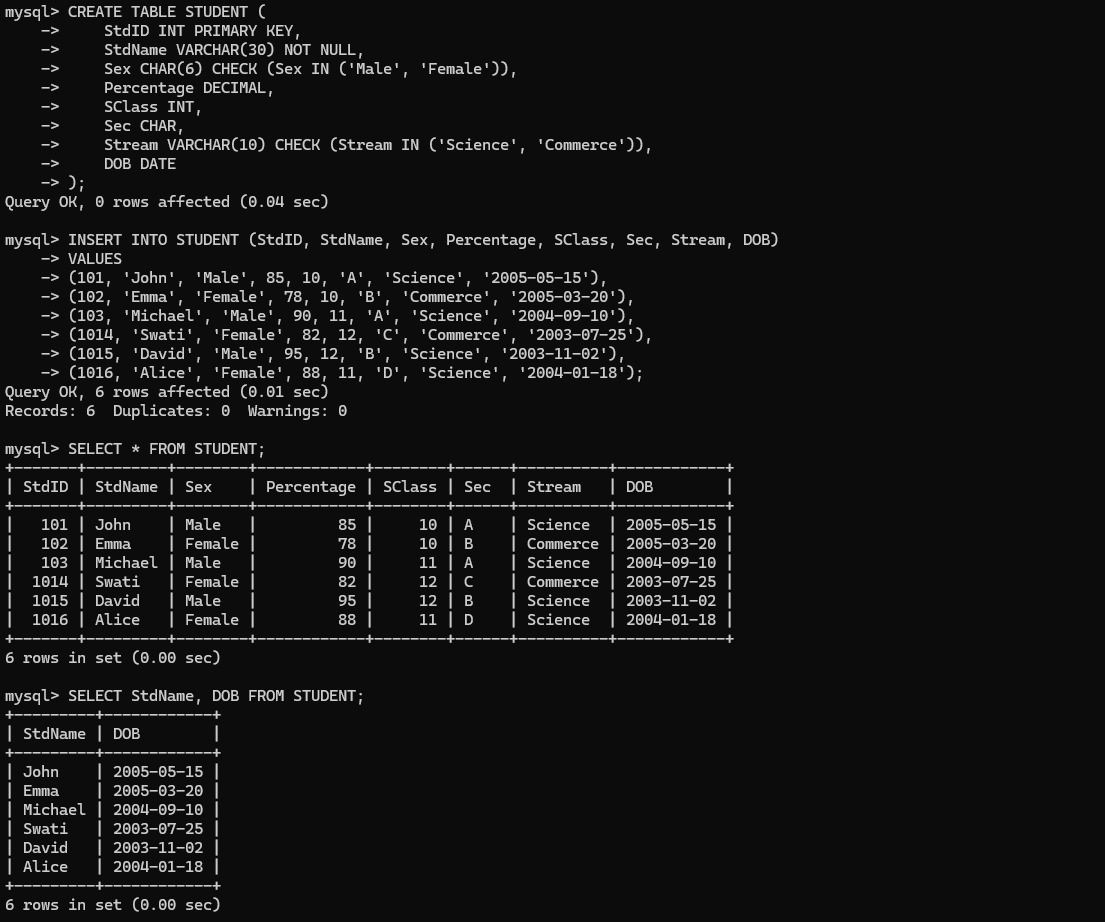 mysql> CREATE TABLE STUDENT (
    ->     StdID INT PRIMARY KEY,
    ->     StdName VARCHAR(30) NOT NULL,
    ->     Sex CHAR(6) CHECK (Sex IN ('Male', 'Female')),
    ->     Percentage DECIMAL,
    ->     SClass INT,
    ->     Sec CHAR,
    ->     Stream VARCHAR(10) CHECK (Stream IN ('Science', 'Commerce')),
    ->     DOB DATE
    -> );
Query OK, 0 rows affected (0.04 sec)

mysql> INSERT INTO STUDENT (StdID, StdName, Sex, Percentage, SClass, Sec, Stream, DOB)
    -> VALUES
    -> (101, 'John', 'Male', 85, 10, 'A', 'Science', '2005-05-15'),
    -> (102, 'Emma', 'Female', 78, 10, 'B', 'Commerce', '2005-03-20'),
    -> (103, 'Michael', 'Male', 90, 11, 'A', 'Science', '2004-09-10'),
    -> (1014, 'Swati', 'Female', 82, 12, 'C', 'Commerce', '2003-07-25'),
    -> (1015, 'David', 'Male', 95, 12, 'B', 'Science', '2003-11-02'),
    -> (1016, 'Alice', 'Female', 88, 11, 'D', 'Science', '2004-01-18');
Query OK, 6 rows affected (0.01 sec)
Records: 6  Duplicates: 0  Warnings: 0

mysql> SELECT * FROM STUDENT;
+-------+---------+--------+------------+--------+------+----------+------------+
| StdID | StdName | Sex    | Percentage | SClass | Sec  | Stream   | DOB        |
+-------+---------+--------+------------+--------+------+----------+------------+
|   101 | John    | Male   |         85 |     10 | A    | Science  | 2005-05-15 |
|   102 | Emma    | Female |         78 |     10 | B    | Commerce | 2005-03-20 |
|   103 | Michael | Male   |         90 |     11 | A    | Science  | 2004-09-10 |
|  1014 | Swati   | Female |         82 |     12 | C    | Commerce | 2003-07-25 |
|  1015 | David   | Male   |         95 |     12 | B    | Science  | 2003-11-02 |
|  1016 | Alice   | Female |         88 |     11 | D    | Science  | 2004-01-18 |
+-------+---------+--------+------------+--------+------+----------+------------+
6 rows in set (0.00 sec)

mysql> SELECT StdName, DOB FROM STUDENT;
+---------+------------+
| StdName | DOB        |
+---------+------------+
| John    | 2005-05-15 |
| Emma    | 2005-03-20 |
| Michael | 2004-09-10 |
| Swati   | 2003-07-25 |
| David   | 2003-11-02 |
| Alice   | 2004-01-18 |
+---------+------------+
6 rows in set (0.00 sec)